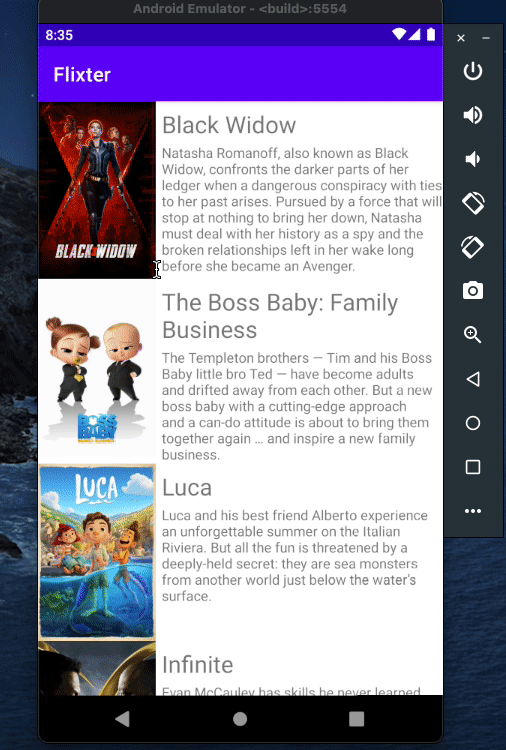 Android Emulator - <build>:5554
8:35
Flixter
BLACK WIDOW
Black Widow
Natasha Romanoff, also known as Black
Widow, confronts the darker parts of her
ledger when a dangerous conspiracy with ties
to her past arises. Pursued by a force that will
stop at nothing to bring her down, Natasha
must deal with her history as a spy and the
broken relationships left in her wake long
before she became an Avenger.
BOSS
BABY
The Boss Baby: Family
Business
The Templeton brothers — Tim and his Boss
Baby little bro Ted — have become adults
and drifted away from each other. But a new
boss baby with a cutting-edge approach
and a can-do attitude is about to bring them
together again … and inspire a new family
business.
LUCA
Luca
Luca and his best friend Alberto experience
an unforgettable summer on the Italian
Riviera. But all the fun is threatened by a
deeply-held secret: they are sea monsters
from another world just below the water's
surface.
Infinite
Evan McCauley has skills he never learned